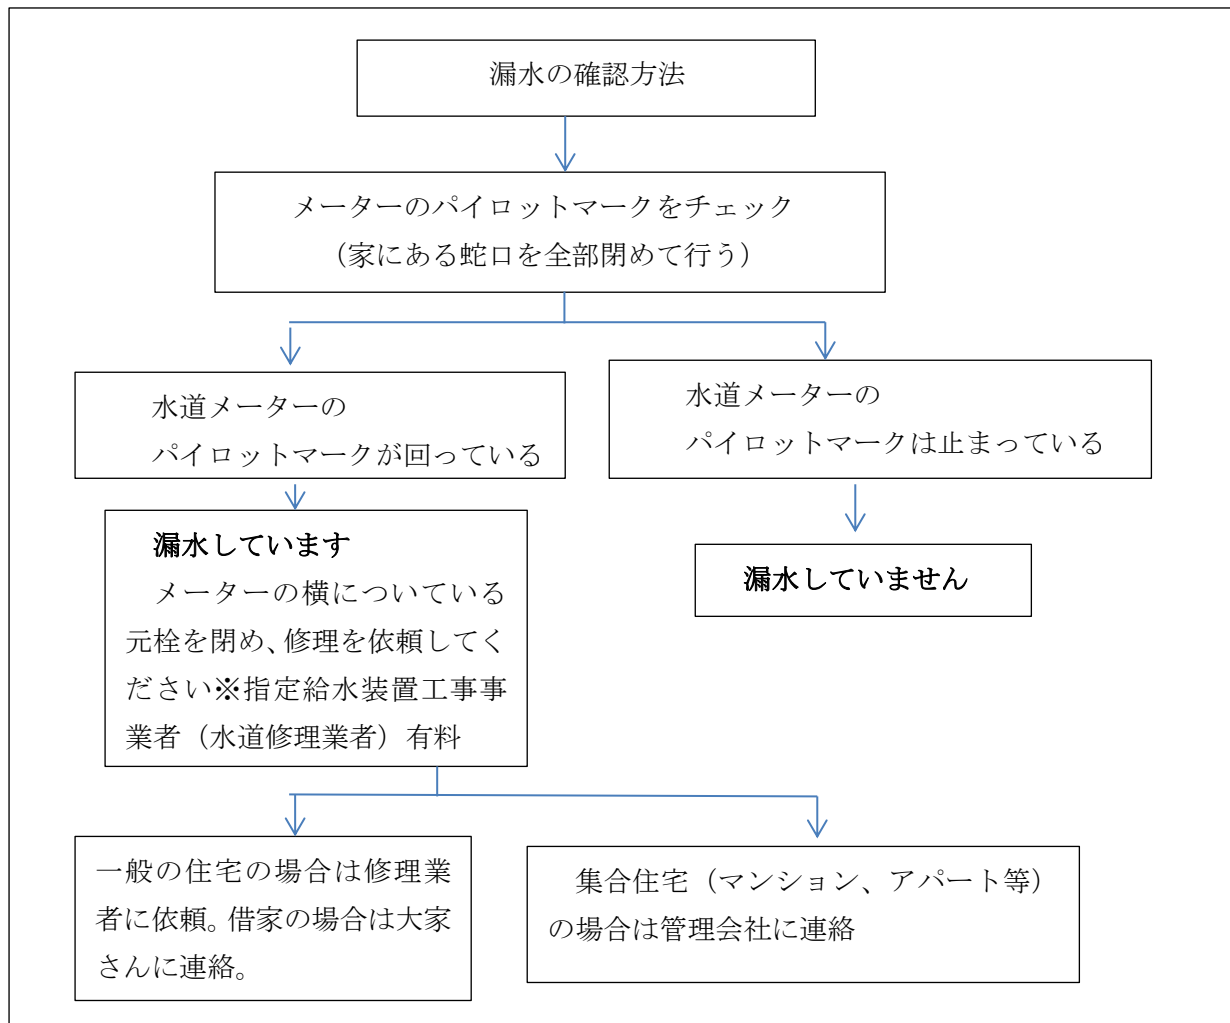 漏水の確認方法
メーターのパイロットマークをチェック
（家にある蛇口を全部閉めて行う）
水道メーターの
パイロットマークが回っている
水道メーターの
パイロットマークは止まっている
漏水しています
メーターの横についている
元栓を閉め、修理を依頼してく
ださい※指定給水装置工事事
業者（水道修理業者）有料
漏水していません
一般の住宅の場合は修理業
者に依頼。借家の場合は大家
さんに連絡。
集合住宅（マンション、アパート等）
の場合は管理会社に連絡